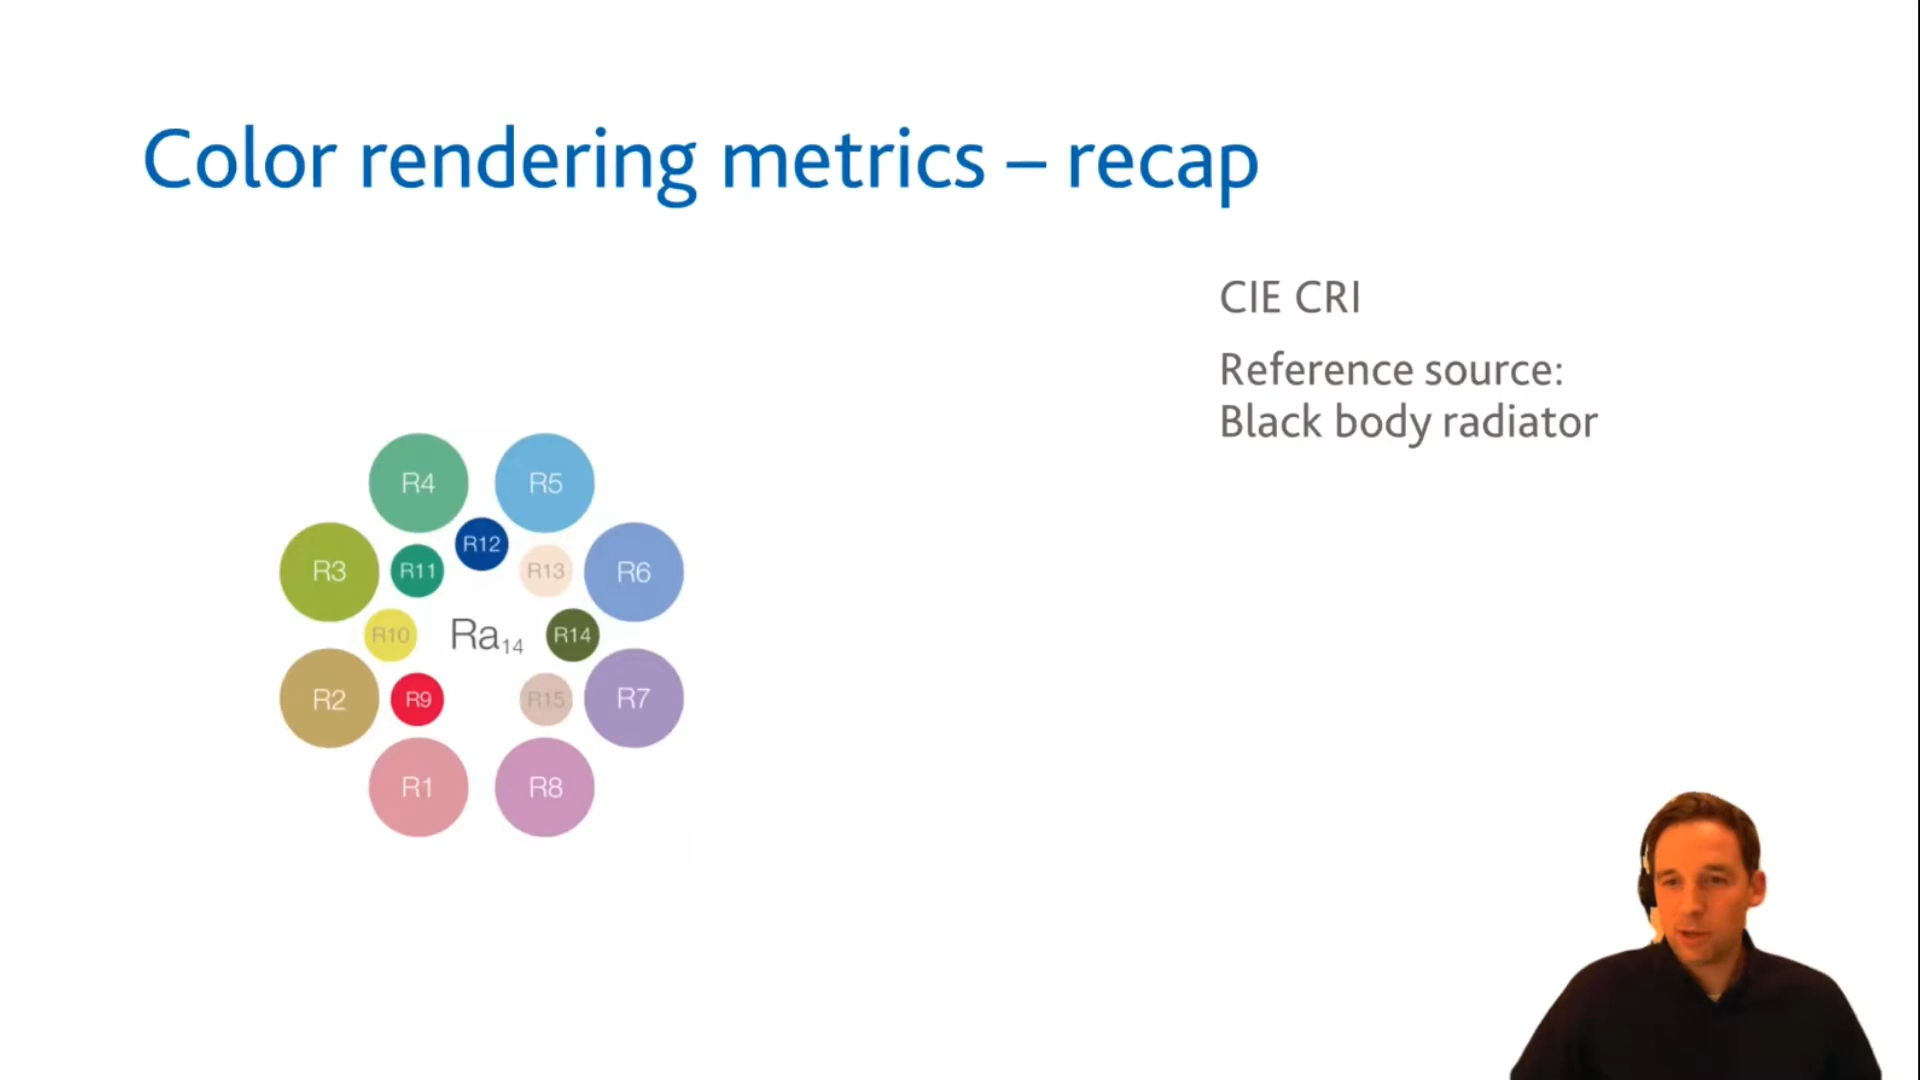 Color rendering metrics – recap
CIE CRI
Reference source:
Black body radiator
R4
R5
R12
R3
R11
R13
R6
R10
Ra14
R14
R2
R9
R15
R7
R1
R8